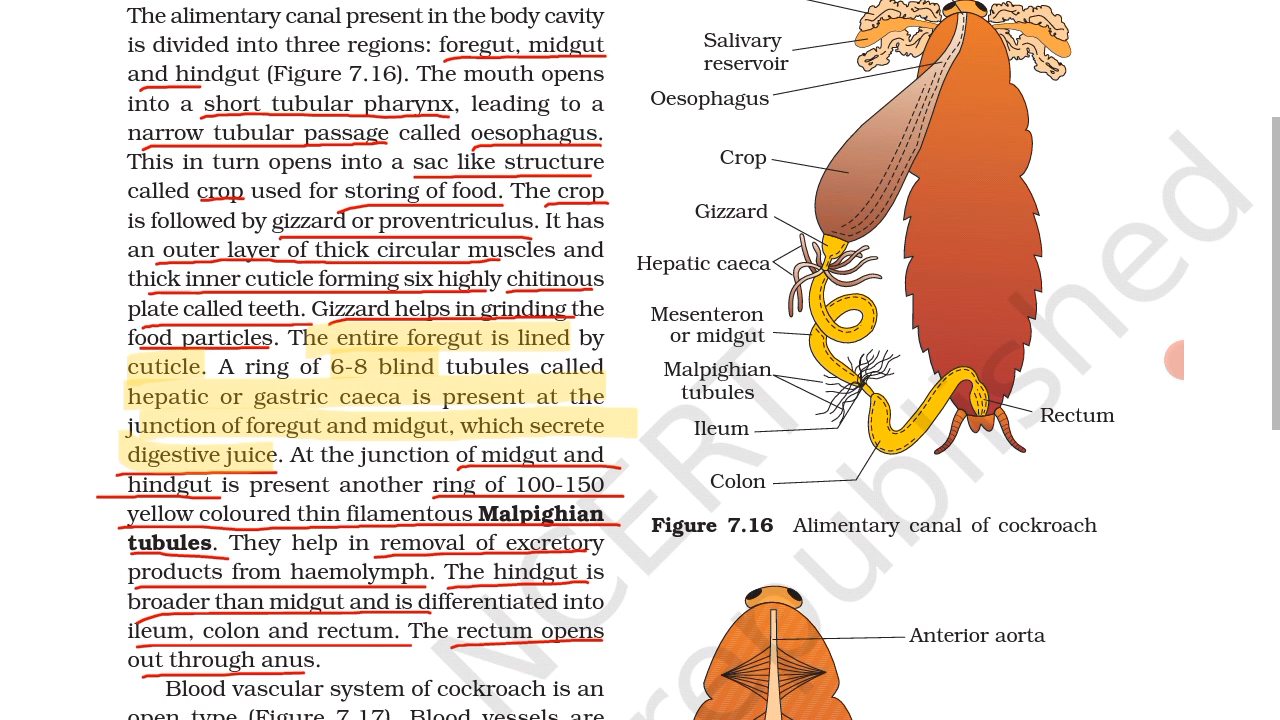 The alimentary canal present in the body cavity
is divided into three regions: foregut, midgut
and hindgut (Figure 7.16). The mouth opens
into a short tubular pharynx, leading to a
narrow tubular passage called oesophagus.
This in turn opens into a sac like structure
called crop used for storing of food. The crop
is followed by gizzard or proventriculus. It has
an outer layer of thick circular muscles and
thick inner cuticle forming six highly chitinous
plate called teeth. Gizzard helps in grinding the
food particles. The entire foregut is lined by
cuticle. A ring of 6-8 blind tubules called
hepatic or gastric caeca is present at the
junction of foregut and midgut, which secrete
digestive juice. At the junction of midgut and
hindgut is present another ring of 100-150
yellow coloured thin filamentous Malpighian
tubules. They help in removal of excretory
products from haemolymph. The hindgut is
broader than midgut and is differentiated into
ileum, colon and rectum. The rectum opens
out through anus.
Blood vascular system of cockroach is an
open type (Figure 7.17). Blood vessels are
Salivary
reservoir
Oesophagus
Crop
Gizzard
Hepatic caeca
Mesenteron
or midgut
Malpighian
tubules
Ileum
Colon
Rectum
Figure 7.16 Alimentary canal of cockroach
Anterior aorta
NCERT
republished